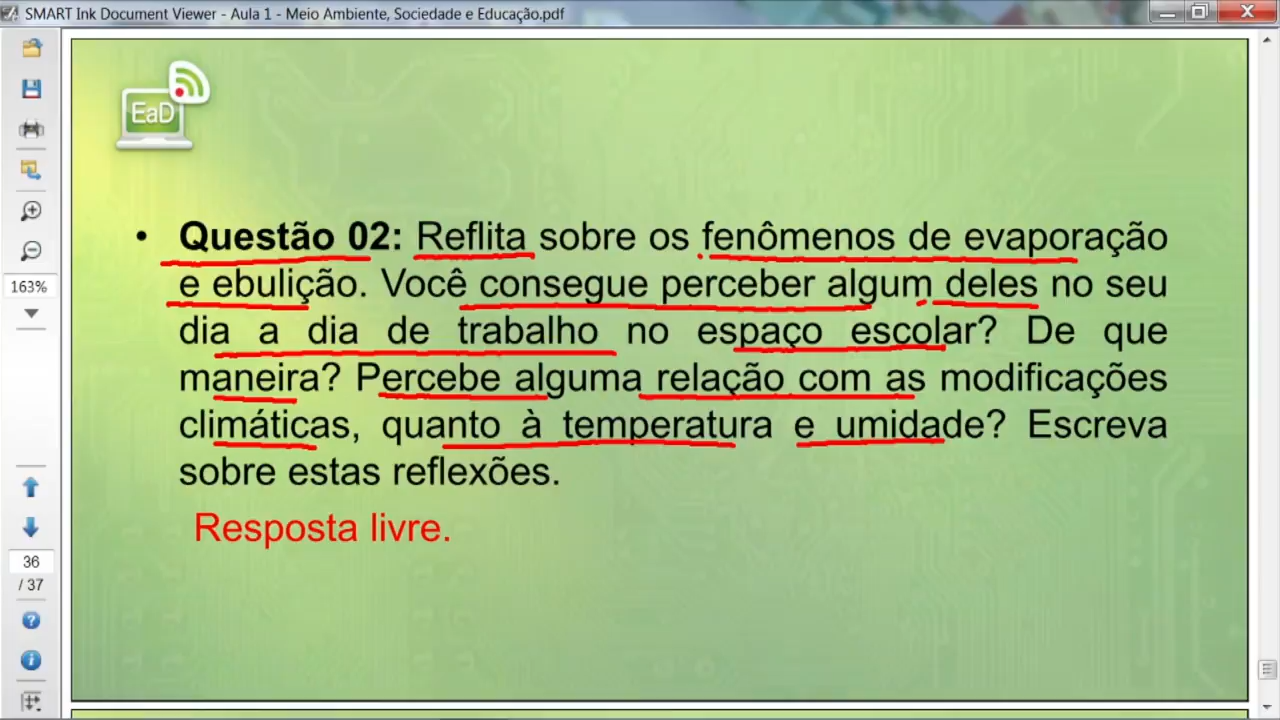 SMART Ink Document Viewer - Aula 1 - Meio Ambiente, Sociedade e Educação.pdf
EaD
• Questão 02: Reflita sobre os fenômenos de evaporação
e ebulição. Você consegue perceber algum deles no seu
dia a dia de trabalho no espaço escolar? De que
maneira? Percebe alguma relação com as modificações
climáticas, quanto à temperatura e umidade? Escreva
sobre estas reflexões.
Resposta livre.
163%
36
/ 37